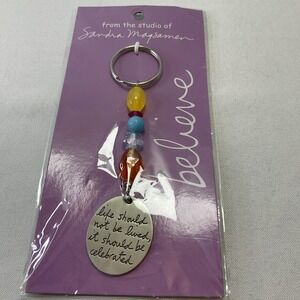 from the studio of
Sandra Magsamen
believe
life should
not be lived,
it should be
celebrated